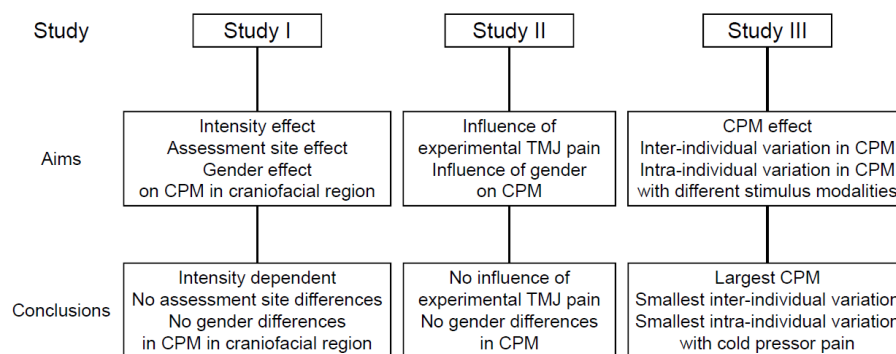 Study
Study I
Study II
Study III
Aims
Intensity effect
Assessment site effect
Gender effect
on CPM in craniofacial region
Influence of
experimental TMJ pain
Influence of gender
on CPM
CPM effect
Inter-individual variation in CPM
Intra-individual variation in CPM
with different stimulus modalities
Conclusions
Intensity dependent
No assessment site differences
No gender differences
in CPM in craniofacial region
No influence of
experimental TMJ pain
No gender differences
in CPM
Largest CPM
Smallest inter-individual variation
Smallest intra-individual variation
with cold pressor pain